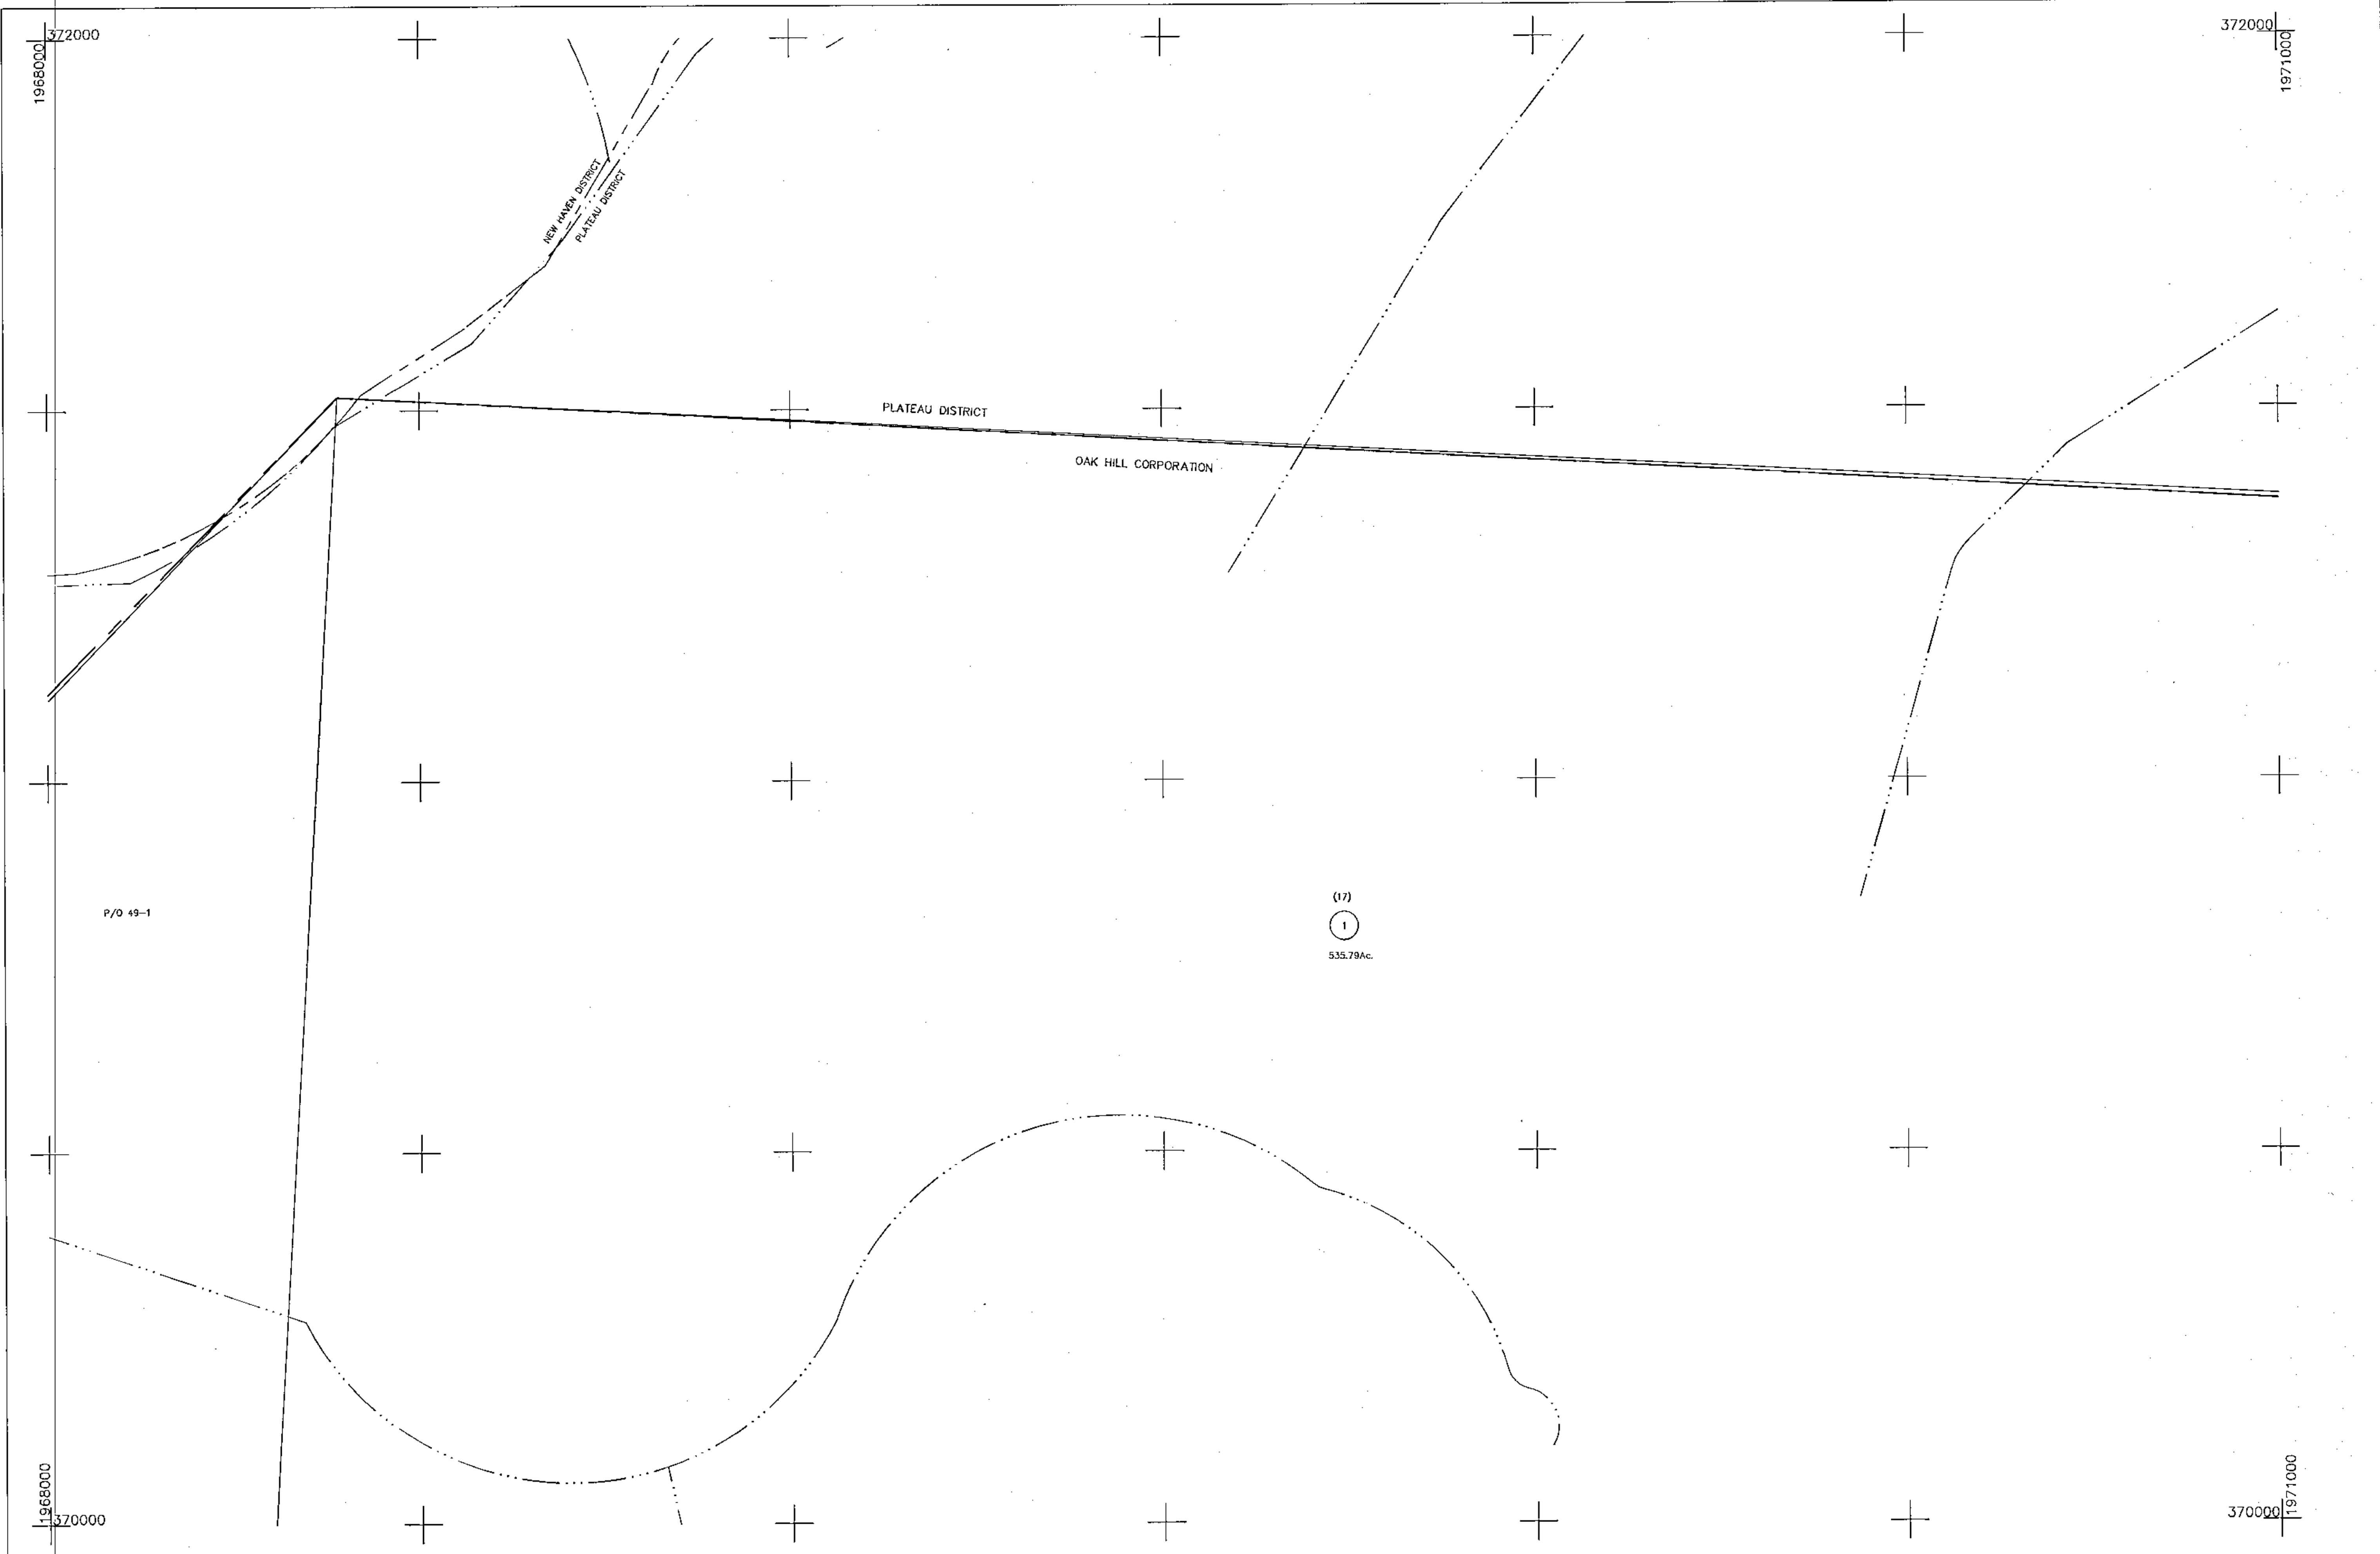 372000
372000
1968000
1971000
NEW HAVEN DISTRICT
PLATEAU DISTRICT
PLATEAU DISTRICT
OAK HILL CORPORATION
(17)
1
535.79Ac.
P/O 49-1
1968000
370000
1971000
370000